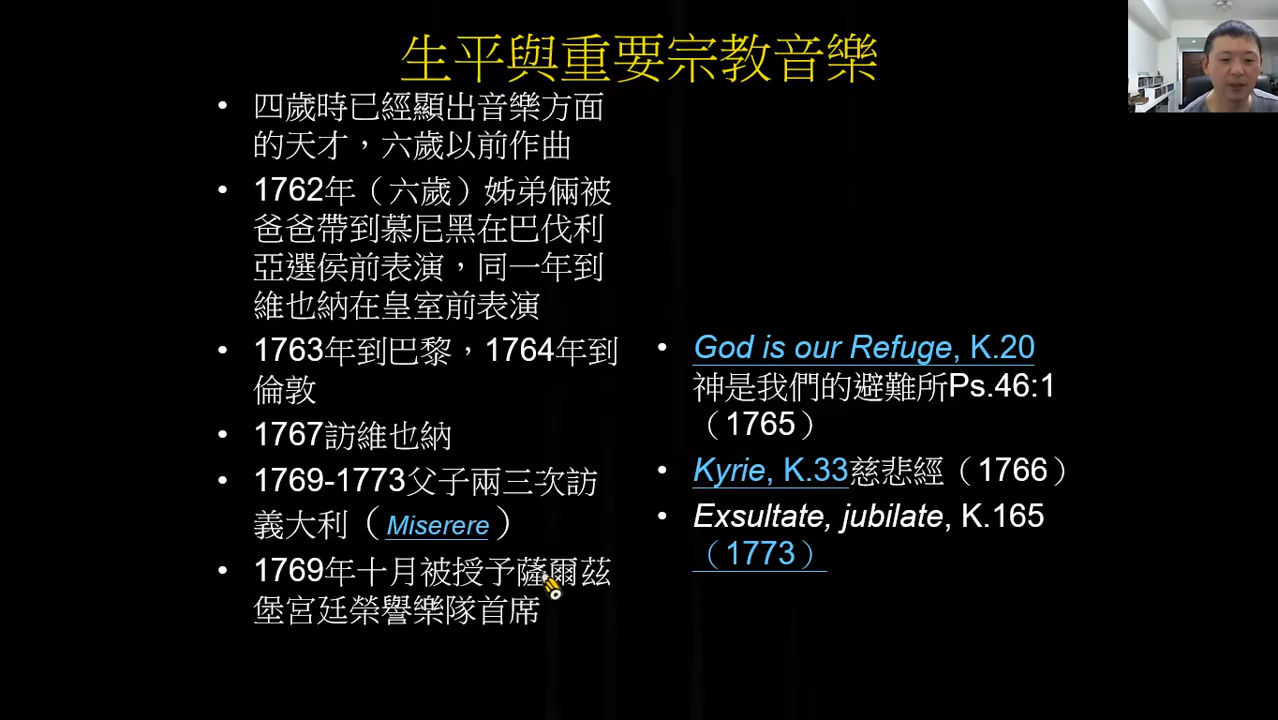 生平與重要宗教音樂
• 四歲時已經顯出音樂方面
的天才，六歲以前作曲
• 1762年（六歲）姊弟倆被
爸爸帶到慕尼黑在巴伐利
亞選侯前表演，同一年到
維也納在皇室前表演
• 1763年到巴黎，1764年到
倫敦
• 1767訪維也納
• 1769-1773父子兩三次訪
義大利（Miserere）
• 1769年十月被授予薩爾茲
堡宮廷榮譽樂隊首席
• God is our Refuge, K.20
神是我們的避難所Ps.46:1
（1765）
• Kyrie, K.33慈悲經（1766）
• Exsultate, jubilate, K.165
（1773）